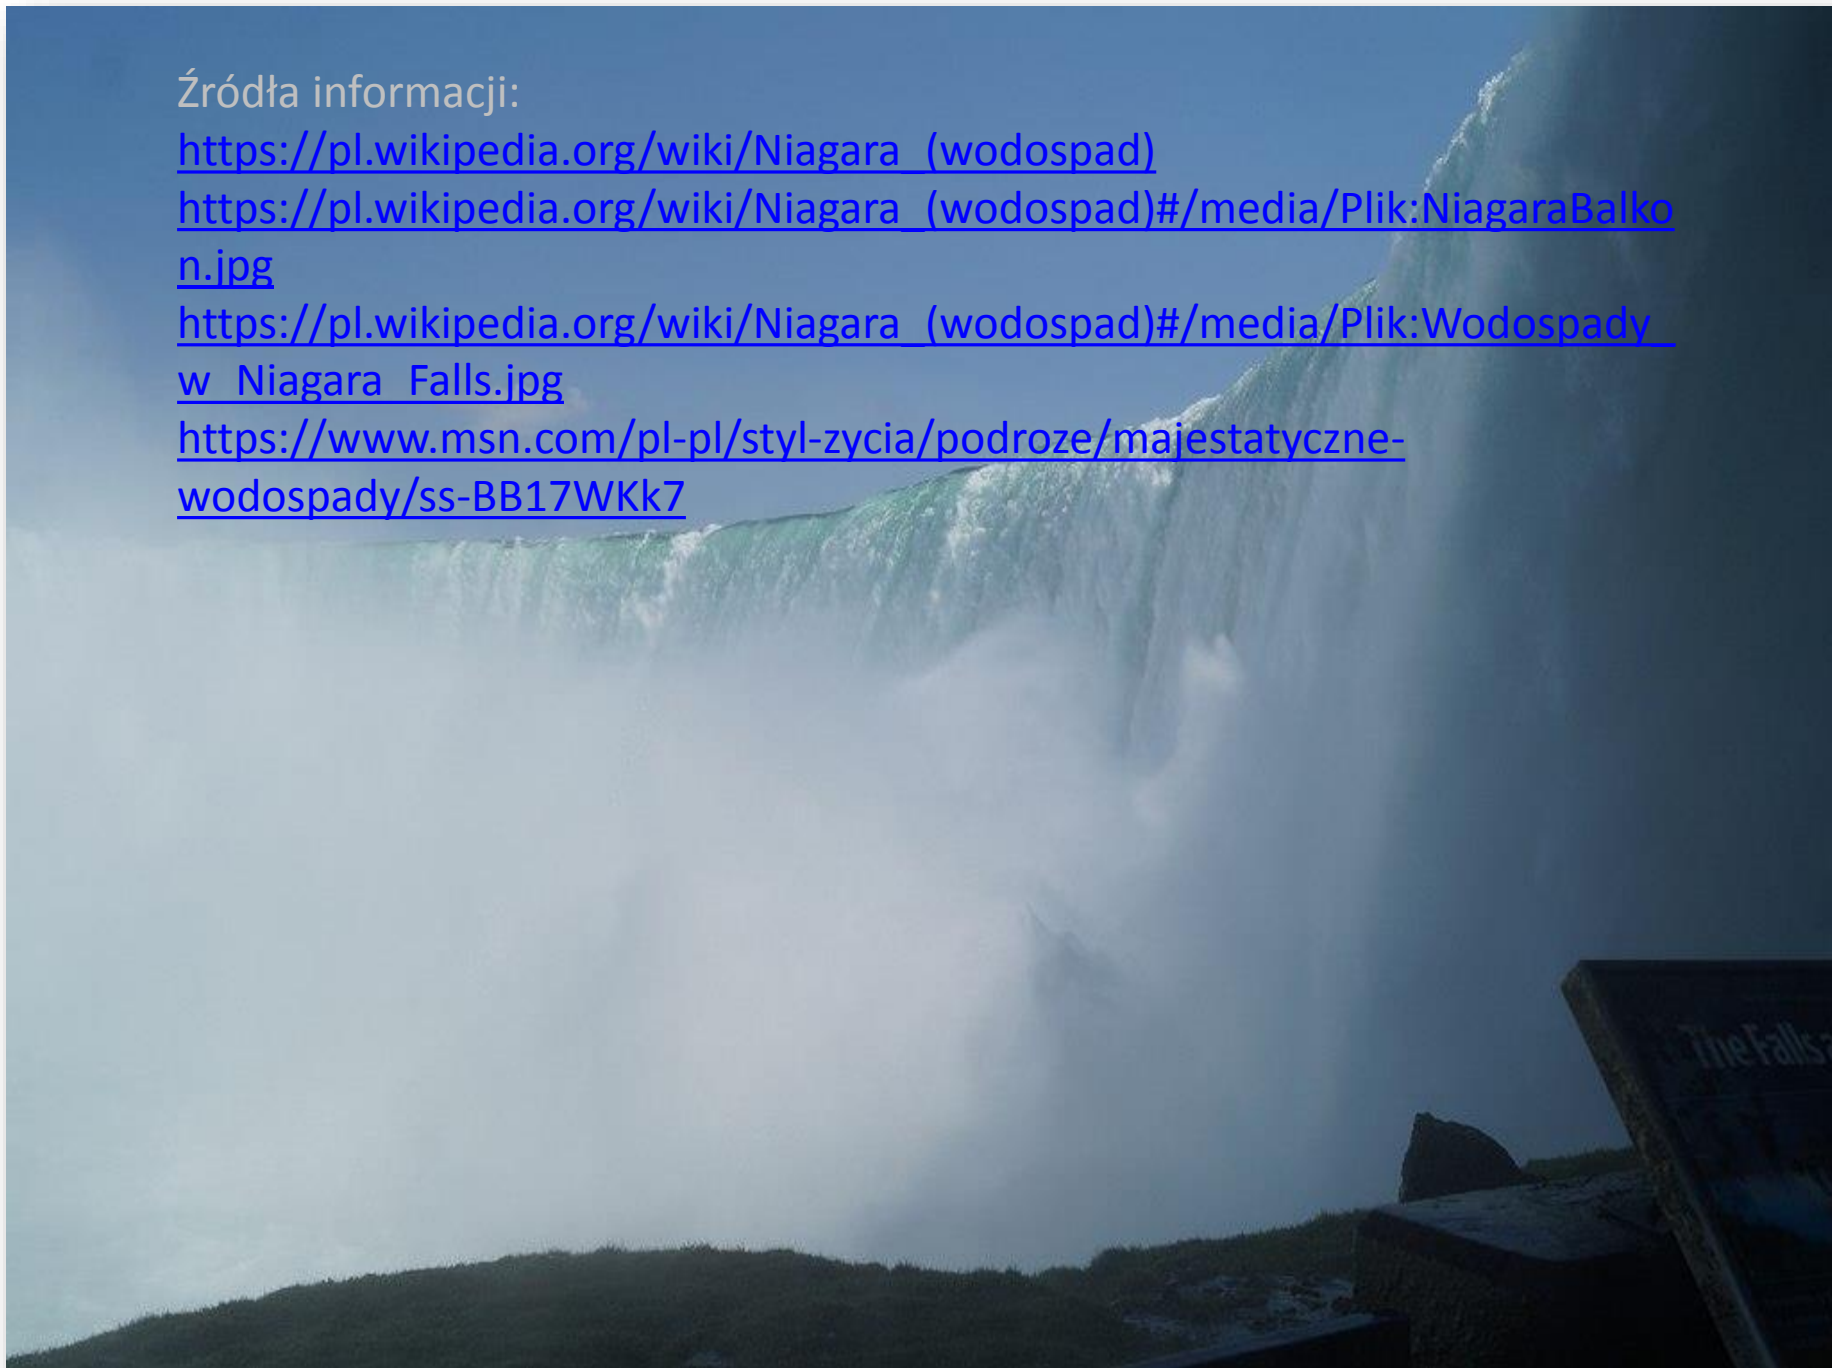 Źródła informacji:
https://pl.wikipedia.org/wiki/Niagara_(wodospad)
https://pl.wikipedia.org/wiki/Niagara_(wodospad)#/media/Plik:NiagaraBalko
n.jpg
https://pl.wikipedia.org/wiki/Niagara_(wodospad)#/media/Plik:Wodospady_
w_Niagara_Falls.jpg
https://www.msn.com/pl-pl/styl-zycia/podroze/majestatyczne-
wodospady/ss-BB17WKk7
The Falls